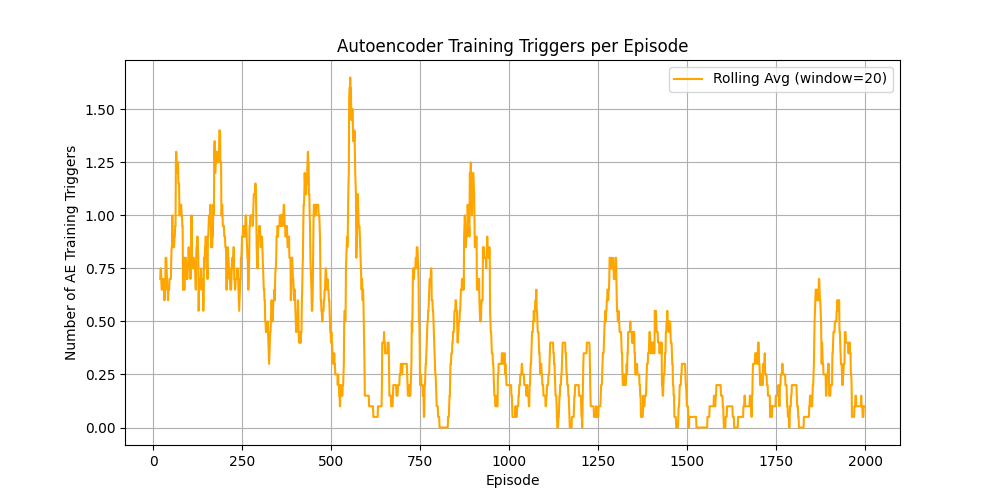 Autoencoder Training Triggers per Episode
Rolling Avg (window=20)
Number of AE Training Triggers
1.50
1.25
1.00
0.75
0.50
0.25
0.00
0 250 500 750 1000 1250 1500 1750 2000
Episode